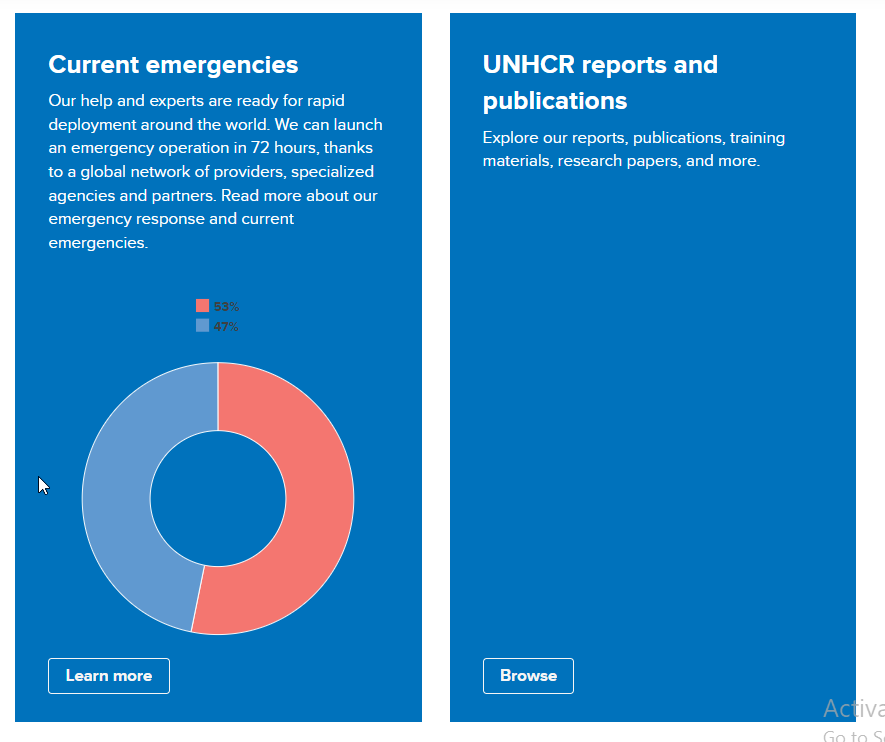 Current emergencies
Our help and experts are ready for rapid
deployment around the world. We can launch
an emergency operation in 72 hours, thanks
to a global network of providers, specialized
agencies and partners. Read more about our
emergency response and current
emergencies.
53%
47%
Learn more
UNHCR reports and
publications
Explore our reports, publications, training
materials, research papers, and more.
Browse
Activa
Go to S